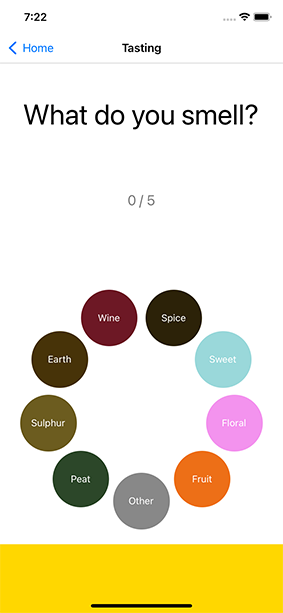 7:22
Home Tasting
What do you smell?
0 / 5
Wine Spice
Earth Sweet
Sulphur Floral
Peat Fruit
Other